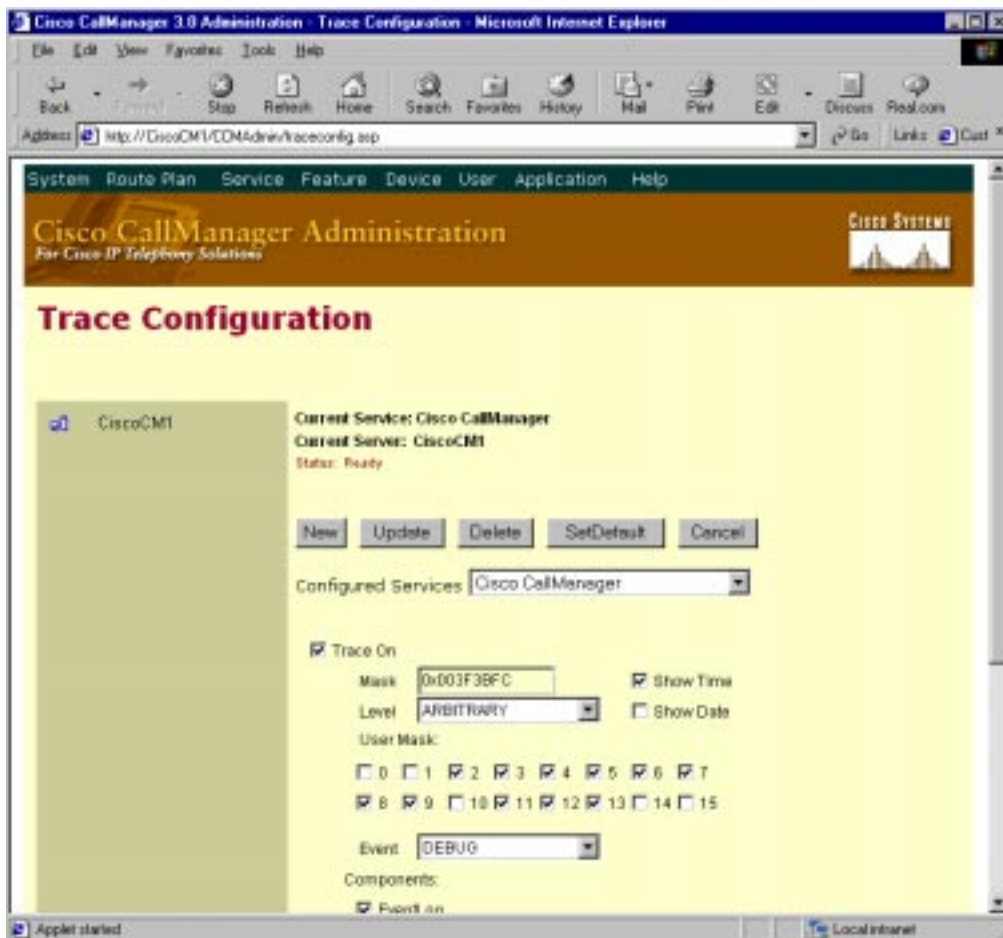 Cisco CallManager 3.0 Administration - Trace Configuration - Microsoft Internet Explorer
File Edit View Favorites Tools Help
Back Forward Stop Refresh Home Search Favorites History Mail Print Edit Discuss Real.com
Address http://CiscoCM1/CCMAdmin/traceconfig.asp Go Links Cust
System Route Plan Service Feature Device User Application Help
Cisco CallManager Administration
For Cisco IP Telephony Solutions
CISCO SYSTEMS
Trace Configuration
CiscoCM1
Current Service: Cisco CallManager
Current Server: CiscoCM1
Status: Ready
New Update Delete SetDefault Cancel
Configured Services Cisco CallManager
Trace On
Mask 0x003F3BFC Show Time
Level ARBITRARY Show Date
User Mask:
0 1 2 3 4 5 6 7
8 9 10 11 12 13 14 15
Event DEBUG
Components:
EventLog
Applet started Local intranet